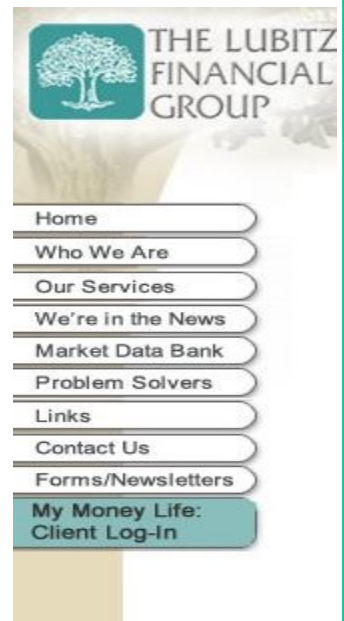 THE LUBITZ
FINANCIAL
GROUP
Home
Who We Are
Our Services
We're in the News
Market Data Bank
Problem Solvers
Links
Contact Us
Forms/Newsletters
My Money Life:
Client Log-In